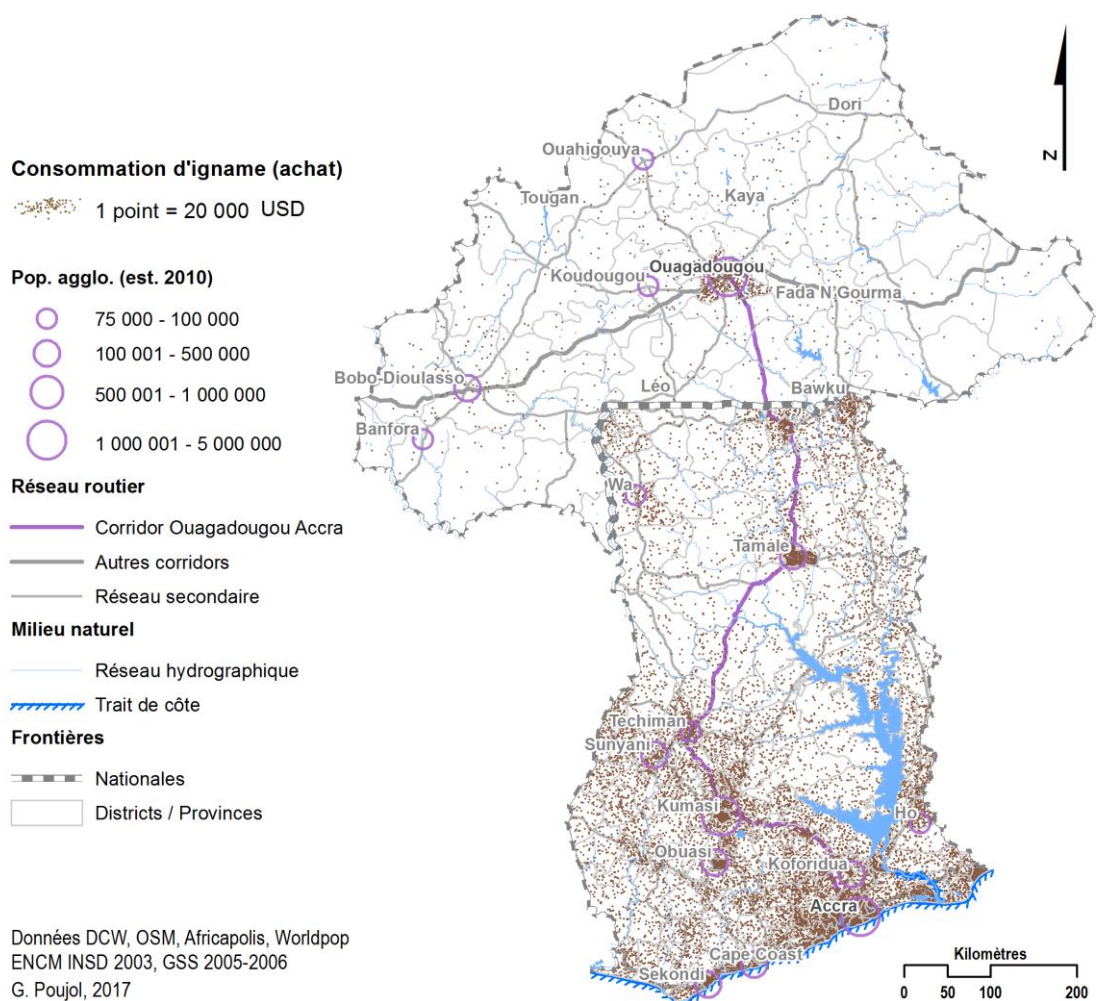 Consommation d'igname (achat)
1 point = 20 000 USD
Pop. agglo. (est. 2010)
75 000 - 100 000
100 001 - 500 000
500 001 - 1 000 000
1 000 001 - 5 000 000
Réseau routier
Corridor Ouagadougou Accra
Autres corridors
Réseau secondaire
Milieu naturel
Réseau hydrographique
Trait de côte
Frontières
Nationales
Districts / Provinces
Données DCW, OSM, Africapolis, Worldpop
ENCM INSD 2003, GSS 2005-2006
G. Poujol, 2017
N
Dori
Ouahigouya
Tougan
Kaya
Ouagadougou
Koudougou
Fada N'Gourma
Bobo-Dioulasso
Léo
Bawku
Banfora
Wa
Tamale
Techiman
Sunyani
Kumasi
Ho
Obuasi
Koforidua
Accra
Cape Coast
Sekondi
Kilomètres
0 50 100 200